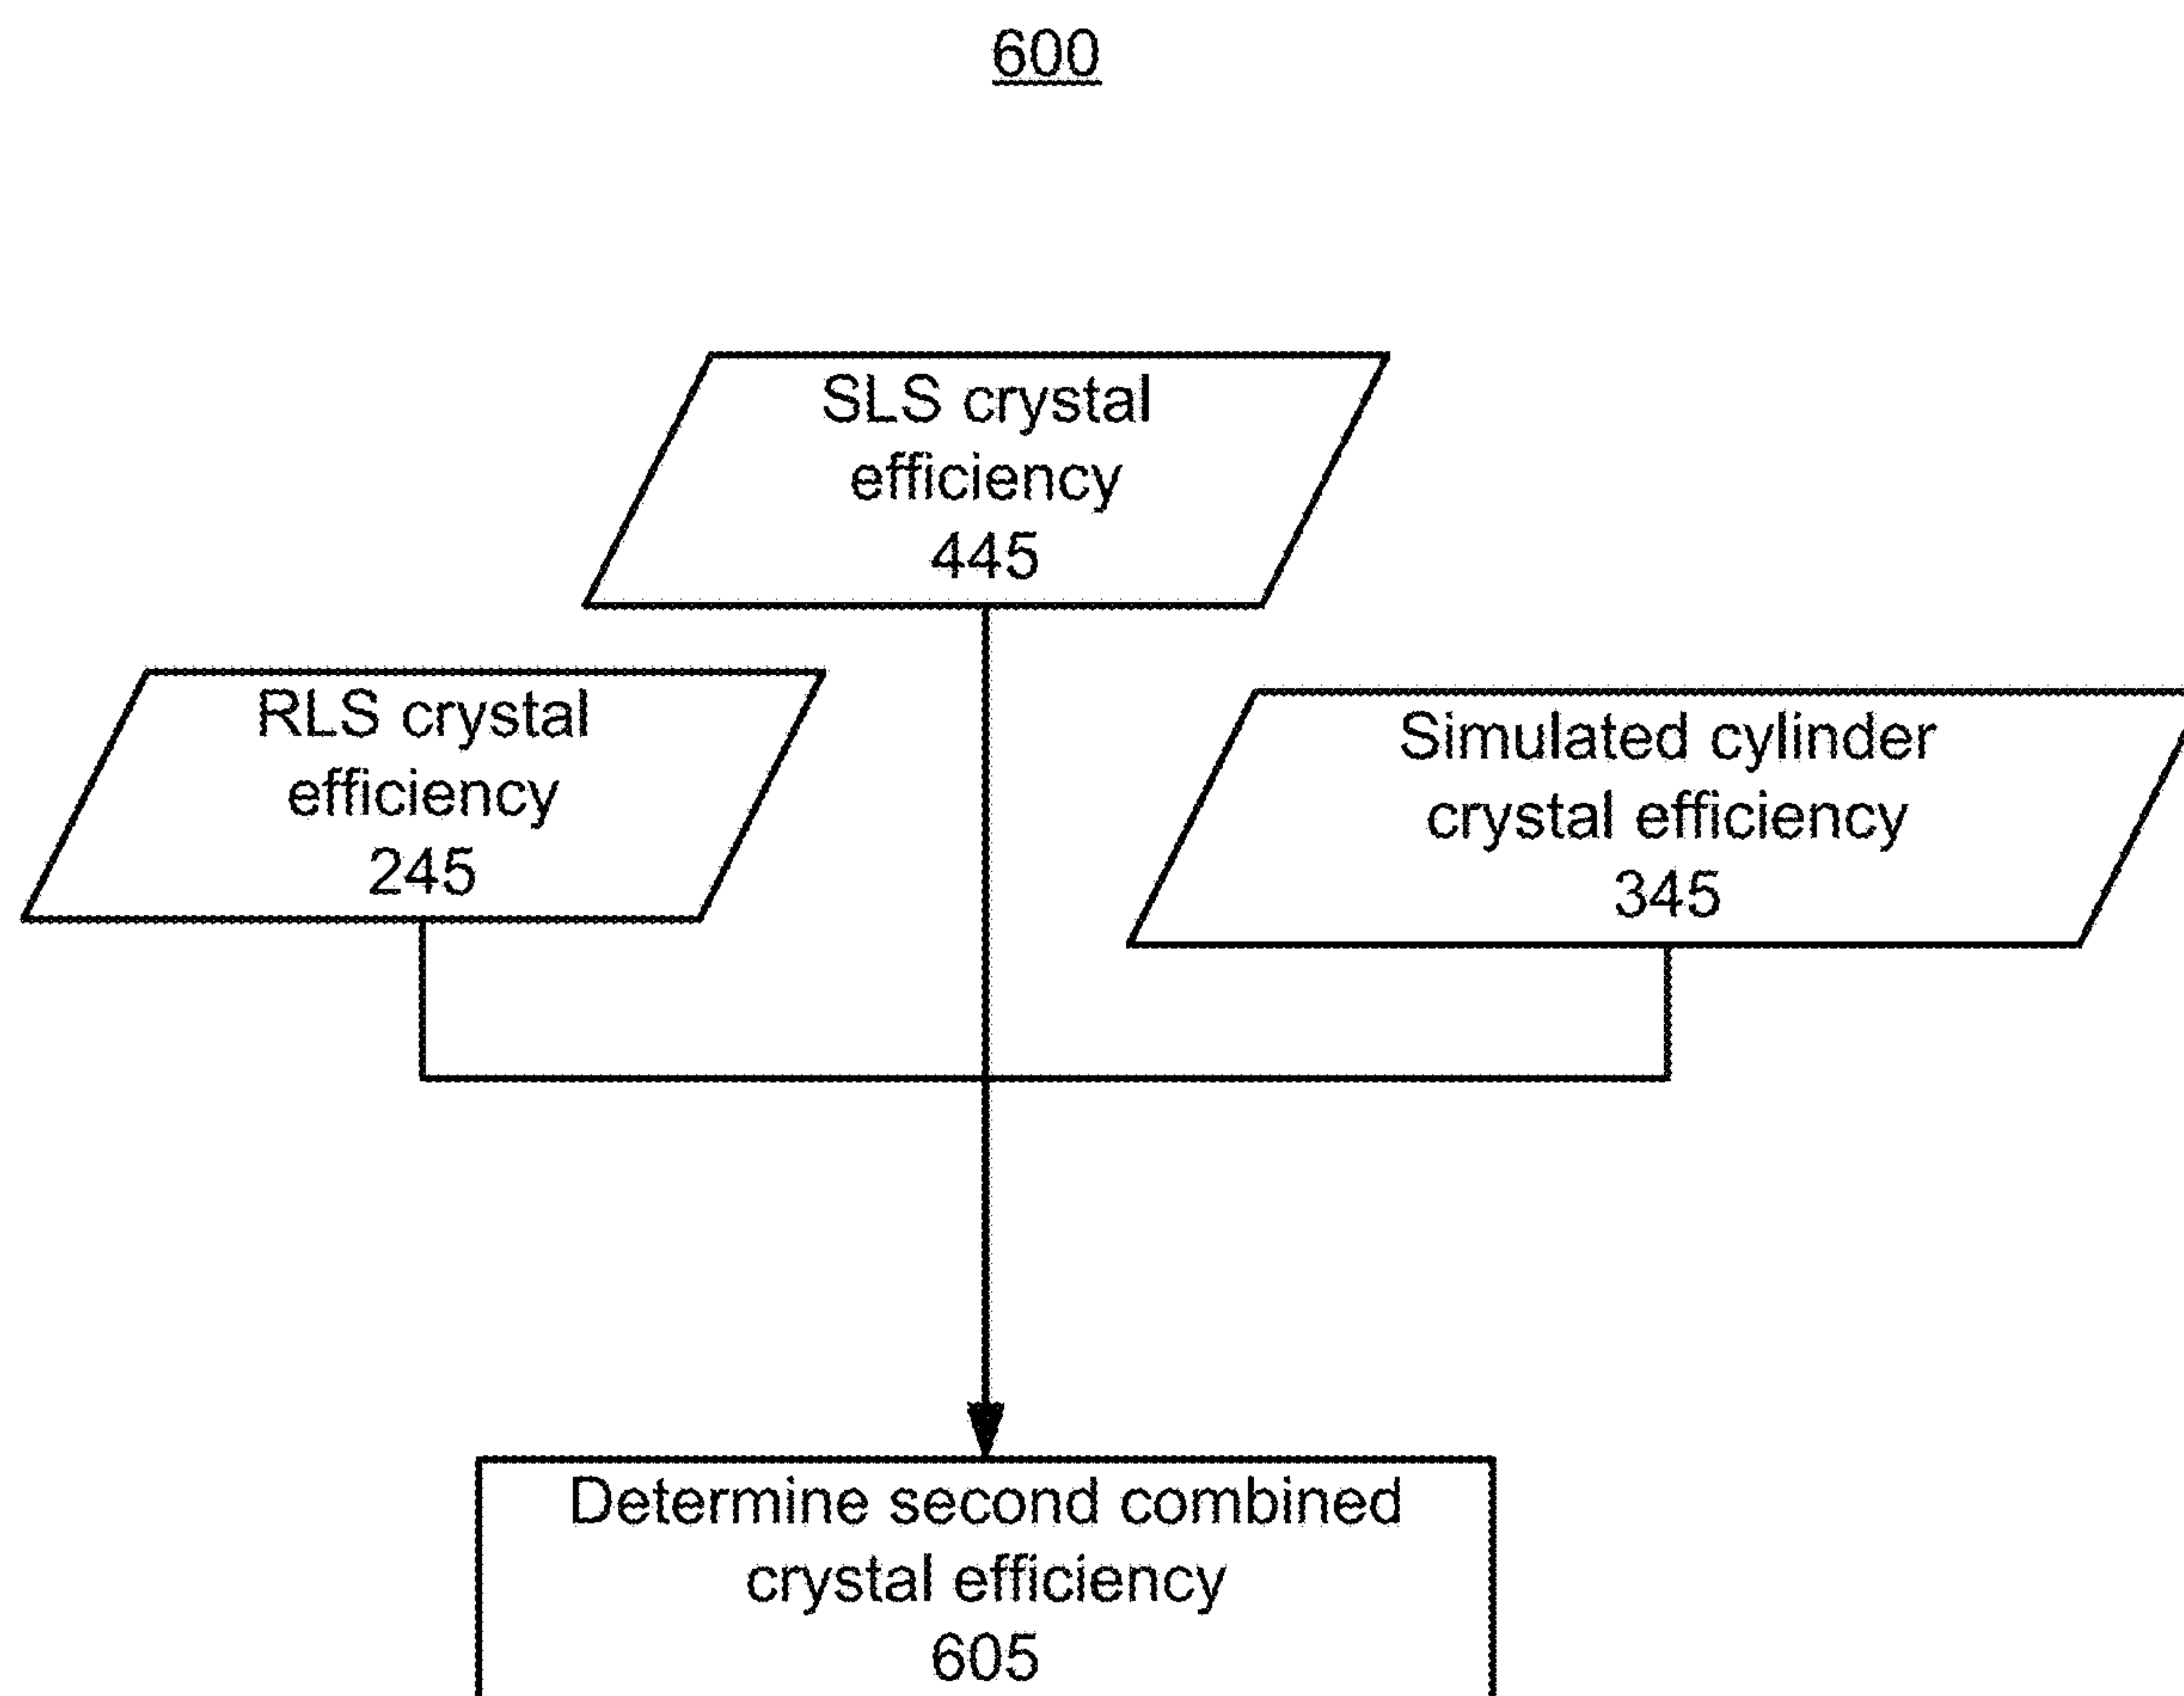 600
SLS crystal
efficiency
445
RLS crystal
efficiency
245
Simulated cylinder
crystal efficiency
345
Determine second combined
crystal efficiency
605